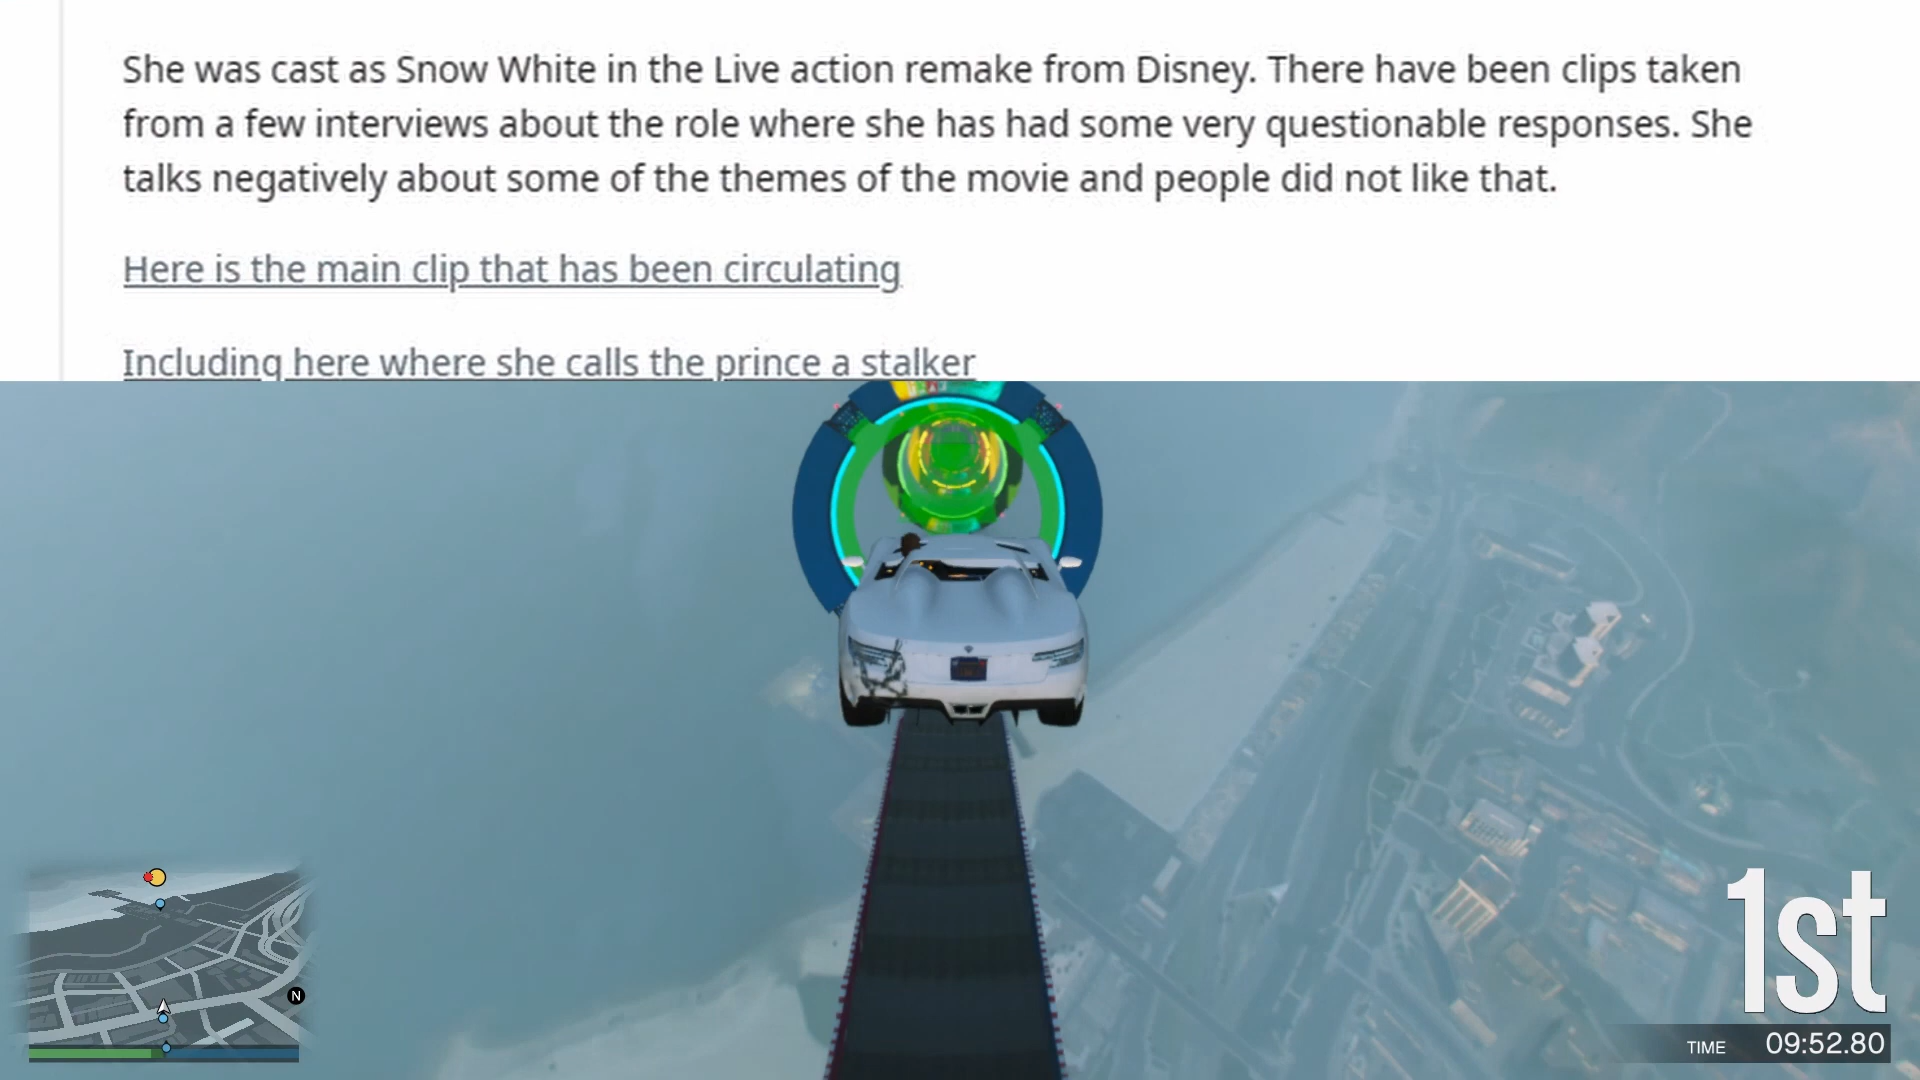 She was cast as Snow White in the Live action remake from Disney. There have been clips taken
from a few interviews about the role where she has had some very questionable responses. She
talks negatively about some of the themes of the movie and people did not like that.
Here is the main clip that has been circulating
Including here where she calls the prince a stalker
N
1st
TIME 09:52.80